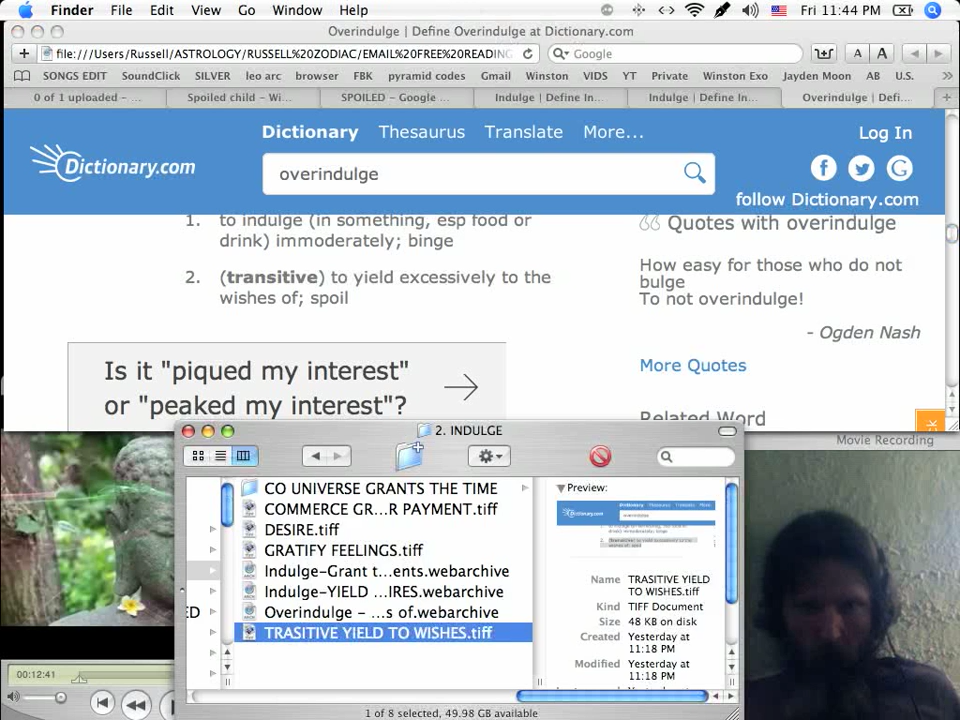 Finder File Edit View Go Window Help Fri 11:44 PM
Overindulge | Define Overindulge at Dictionary.com
file:///Users/Russell/ASTROLOGY/RUSSELL%20ZODIAC/EMAIL%20FREE%20READING Google A A
SONGS EDIT SoundClick SILVER leo arc browser FBK pyramid codes Gmail Winston VIDS YT Private Winston Exo Jayden Moon AB U.S. »
0 of 1 uploaded - ... Spoiled child - Wi... SPOILED - Google ... Indulge | Define In... Indulge | Define In... Overindulge | Defi...
Dictionary Thesaurus Translate More... Log In
Dictionary.com
overindulge
follow Dictionary.com
1. to indulge (in something, esp food or
drink) immoderately; binge
2. (transitive) to yield excessively to the
wishes of; spoil
Quotes with overindulge
How easy for those who do not
bulge
To not overindulge!
- Ogden Nash
More Quotes
Related Word
Is it "piqued my interest"
or "peaked my interest"?
Movie Recording
2. INDULGE
CO UNIVERSE GRANTS THE TIME
COMMERCE GR...R PAYMENT.tiff
DESIRE.tiff
GRATIFY FEELINGS.tiff
Indulge-Grant t...ents.webarchive
Indulge-YIELD ...IRES.webarchive
Overindulge - ...s of.webarchive
TRASITIVE YIELD TO WISHES.tiff
Preview:
Name TRASITIVE YIELD
TO WISHES.tiff
Kind TIFF Document
Size 48 KB on disk
Created Yesterday at
11:18 PM
Modified Yesterday at
11:18 PM
00:12:41
1 of 8 selected, 49.98 GB available